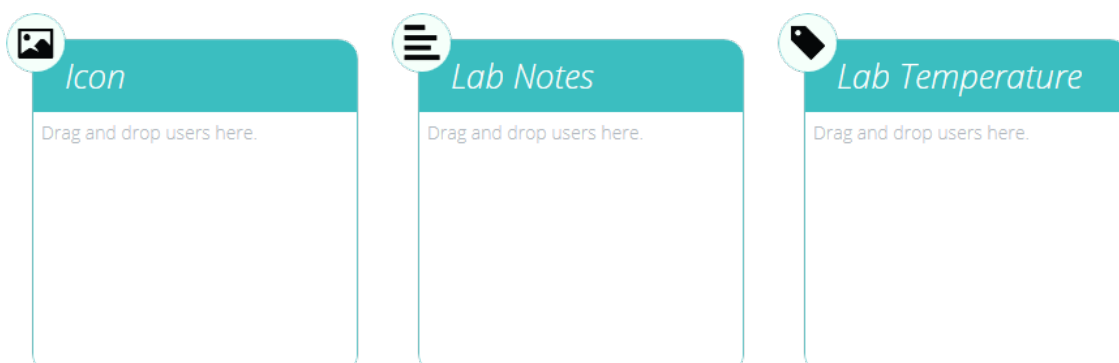 Icon
Lab Notes
Lab Temperature
Drag and drop users here.
Drag and drop users here.
Drag and drop users here.